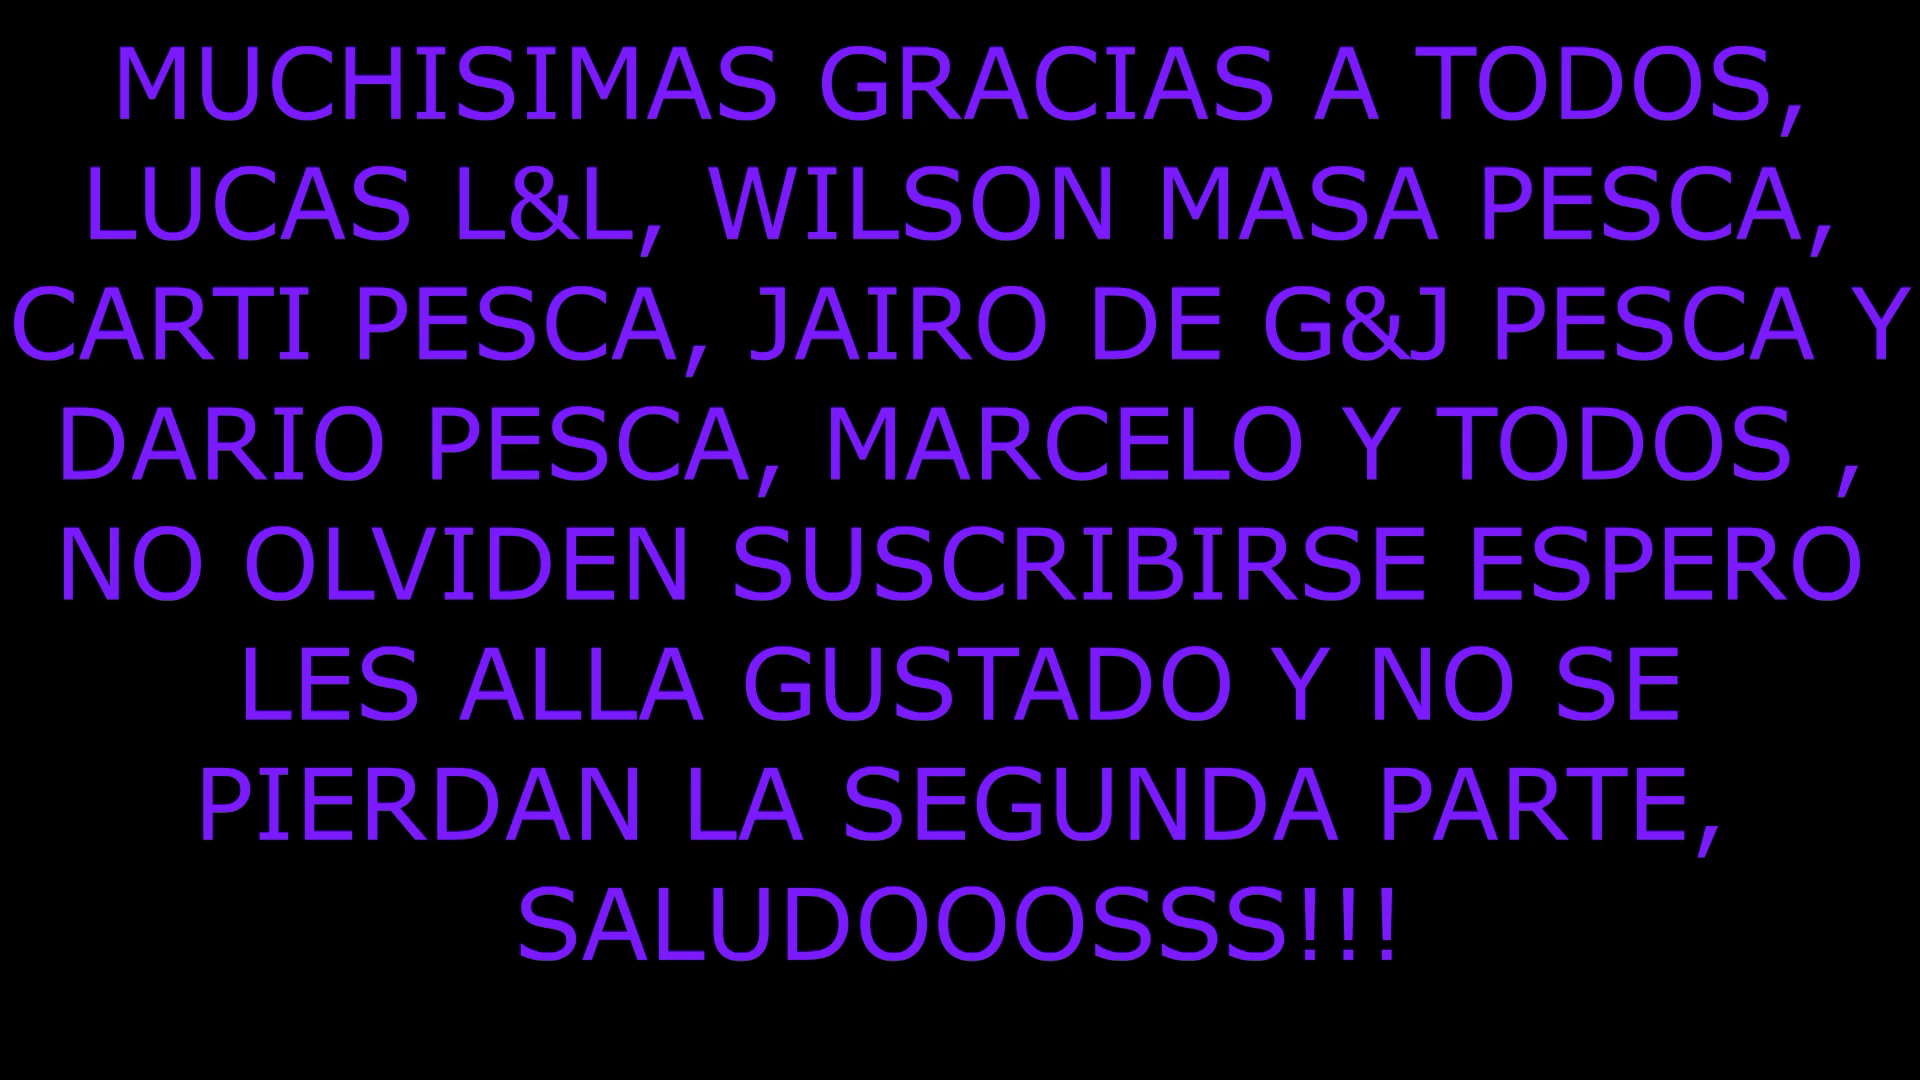 MUCHISIMAS GRACIAS A TODOS,
LUCAS L&L, WILSON MASA PESCA,
CARTI PESCA, JAIRO DE G&J PESCA Y
DARIO PESCA, MARCELO Y TODOS ,
NO OLVIDEN SUSCRIBIRSE ESPERO
LES ALLA GUSTADO Y NO SE
PIERDAN LA SEGUNDA PARTE,
SALUDOOOSSS!!!